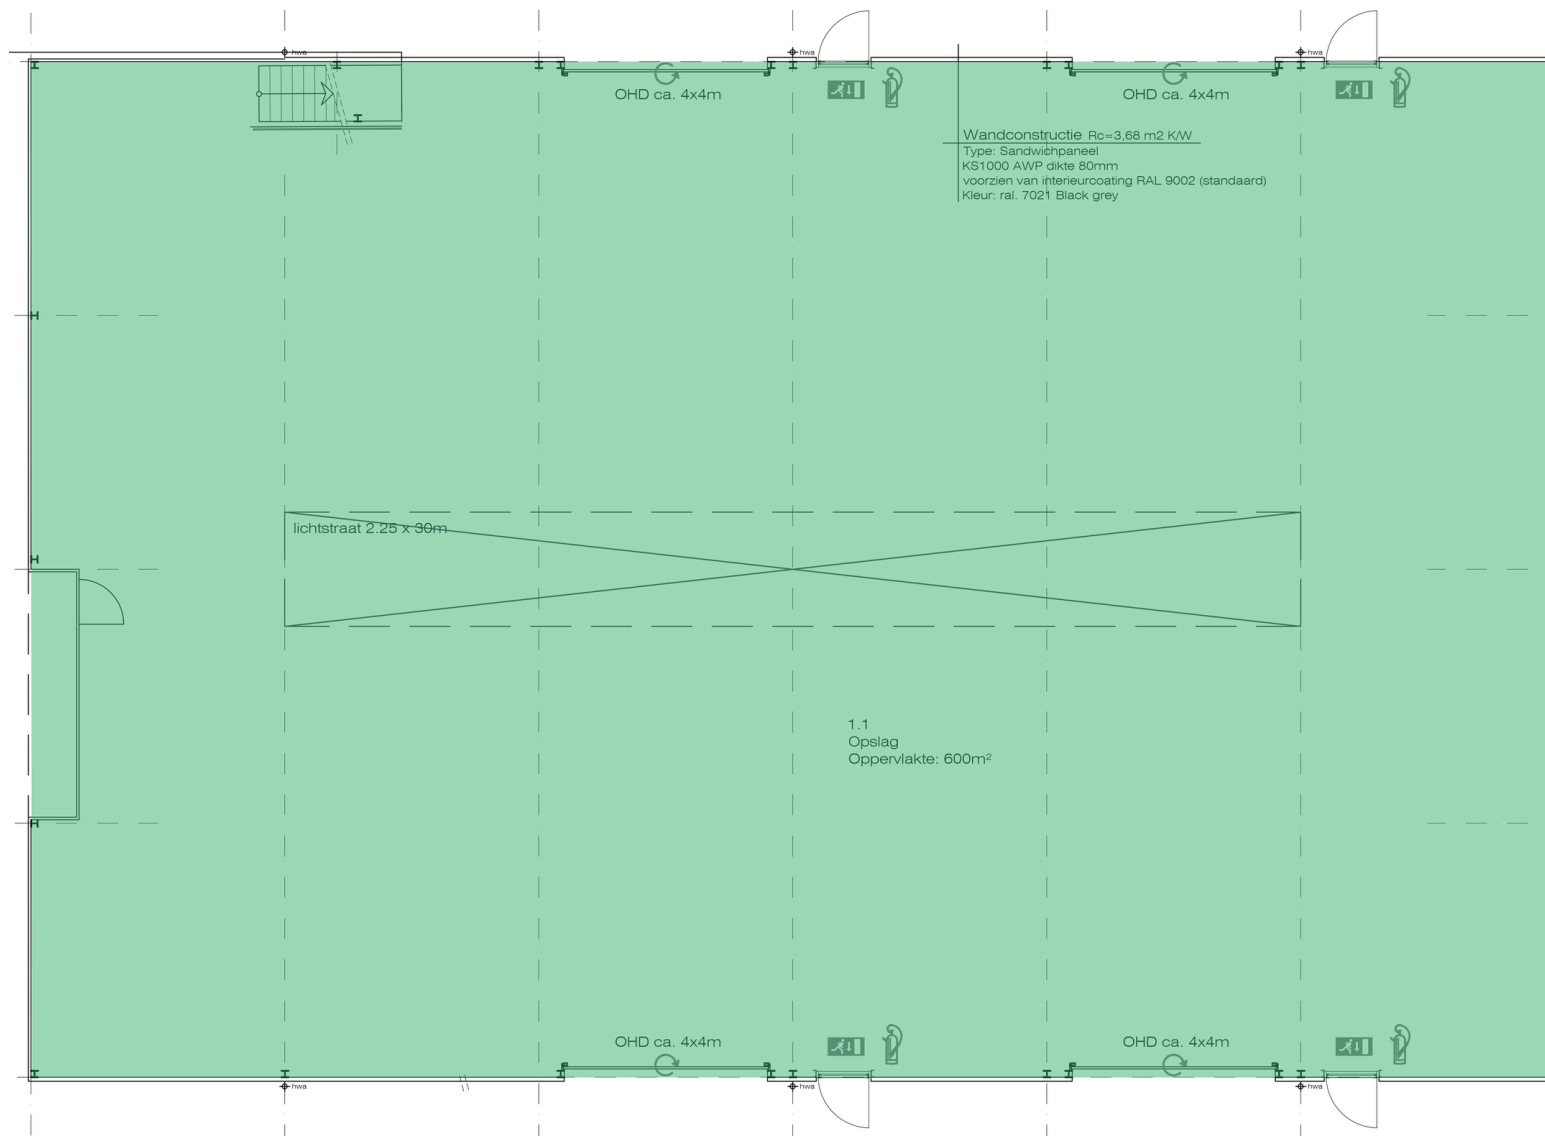 hwa
hwa
hwa
OHD ca. 4x4m
OHD ca. 4x4m
Wandconstructie Rc=3,68 m2 K/W
Type: Sandwichpaneel
KS1000 AWP dikte 80mm
voorzien van interieurcoating RAL 9002 (standaard)
Kleur: ral. 7021 Black grey
lichtstraat 2.25 x 30m
1.1
Opslag
Oppervlakte: 600m²
OHD ca. 4x4m
OHD ca. 4x4m
hwa
hwa
hwa